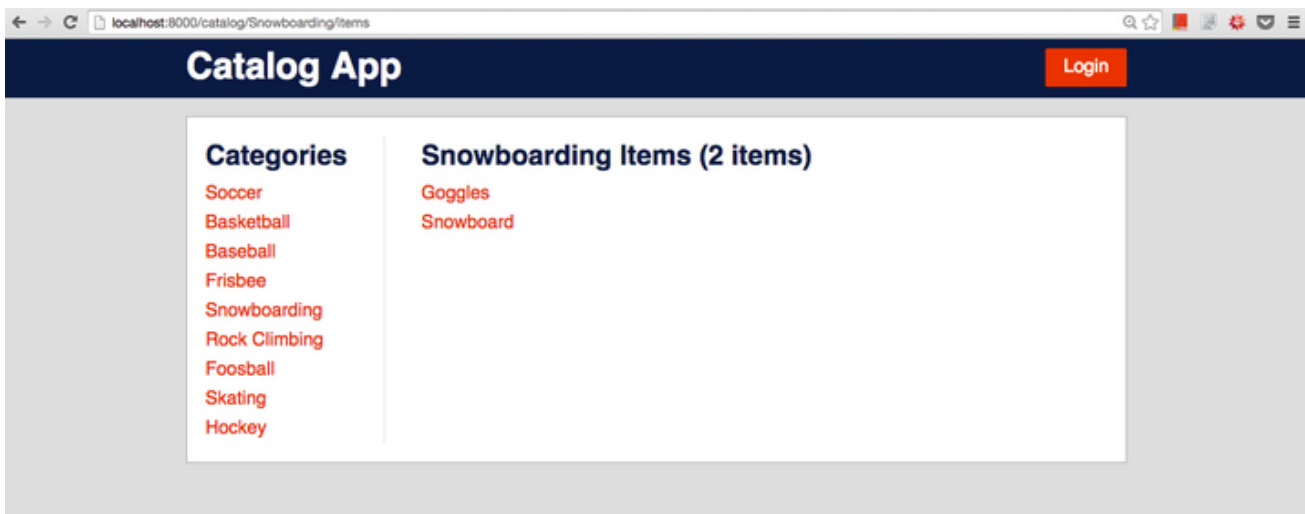 localhost:8000/catalog/Snowboarding/items
Catalog App
Login
Categories
Soccer
Basketball
Baseball
Frisbee
Snowboarding
Rock Climbing
Foosball
Skating
Hockey
Snowboarding Items (2 items)
Goggles
Snowboard